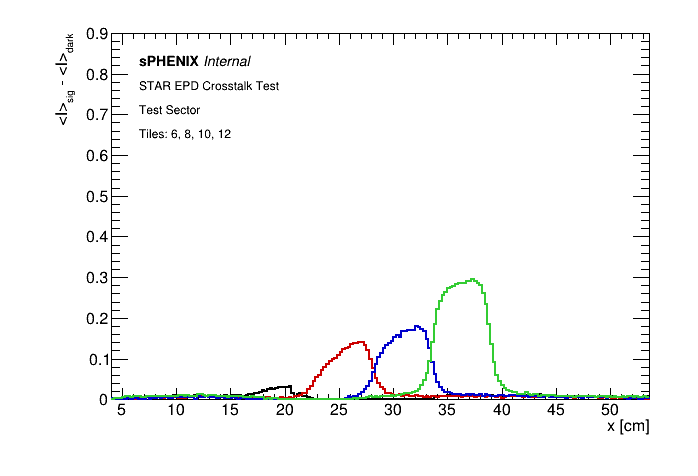 <I>sig - <I>dark
0.9
0.8
0.7
0.6
0.5
0.4
0.3
0.2
0.1
0
sPHENIX Internal
STAR EPD Crosstalk Test
Test Sector
Tiles: 6, 8, 10, 12
5 10 15 20 25 30 35 40 45 50
x [cm]